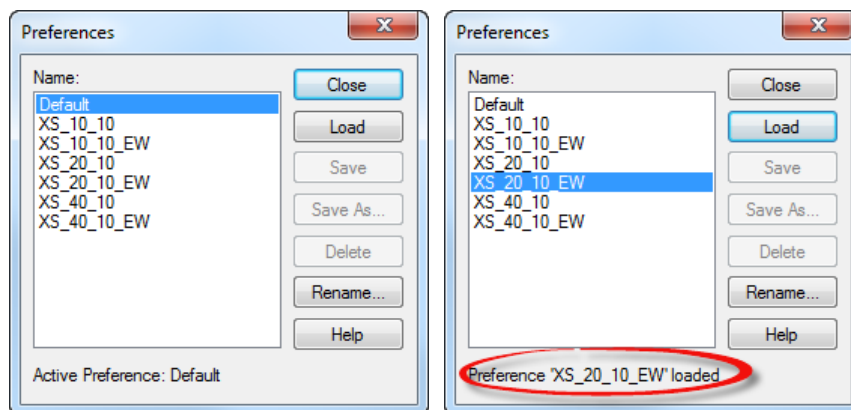 Preferences
Name:
Default
XS_10_10
XS_10_10_EW
XS_20_10
XS_20_10_EW
XS_40_10
XS_40_10_EW
Close
Load
Save
Save As...
Delete
Rename...
Help
Active Preference: Default
Preferences
Name:
Default
XS_10_10
XS_10_10_EW
XS_20_10
XS_20_10_EW
XS_40_10
XS_40_10_EW
Close
Load
Save
Save As...
Delete
Rename...
Help
Preference 'XS_20_10_EW' loaded